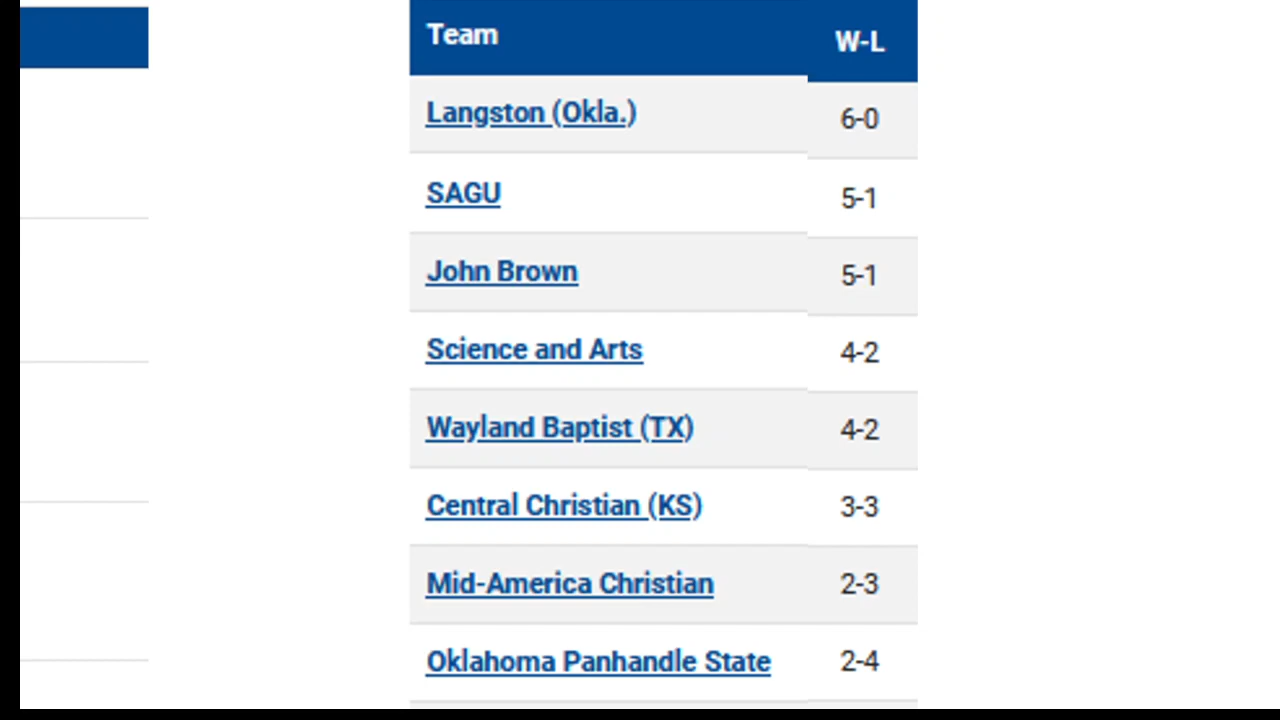 Team W-L
Langston (Okla.) 6-0
SAGU 5-1
John Brown 5-1
Science and Arts 4-2
Wayland Baptist (TX) 4-2
Central Christian (KS) 3-3
Mid-America Christian 2-3
Oklahoma Panhandle State 2-4